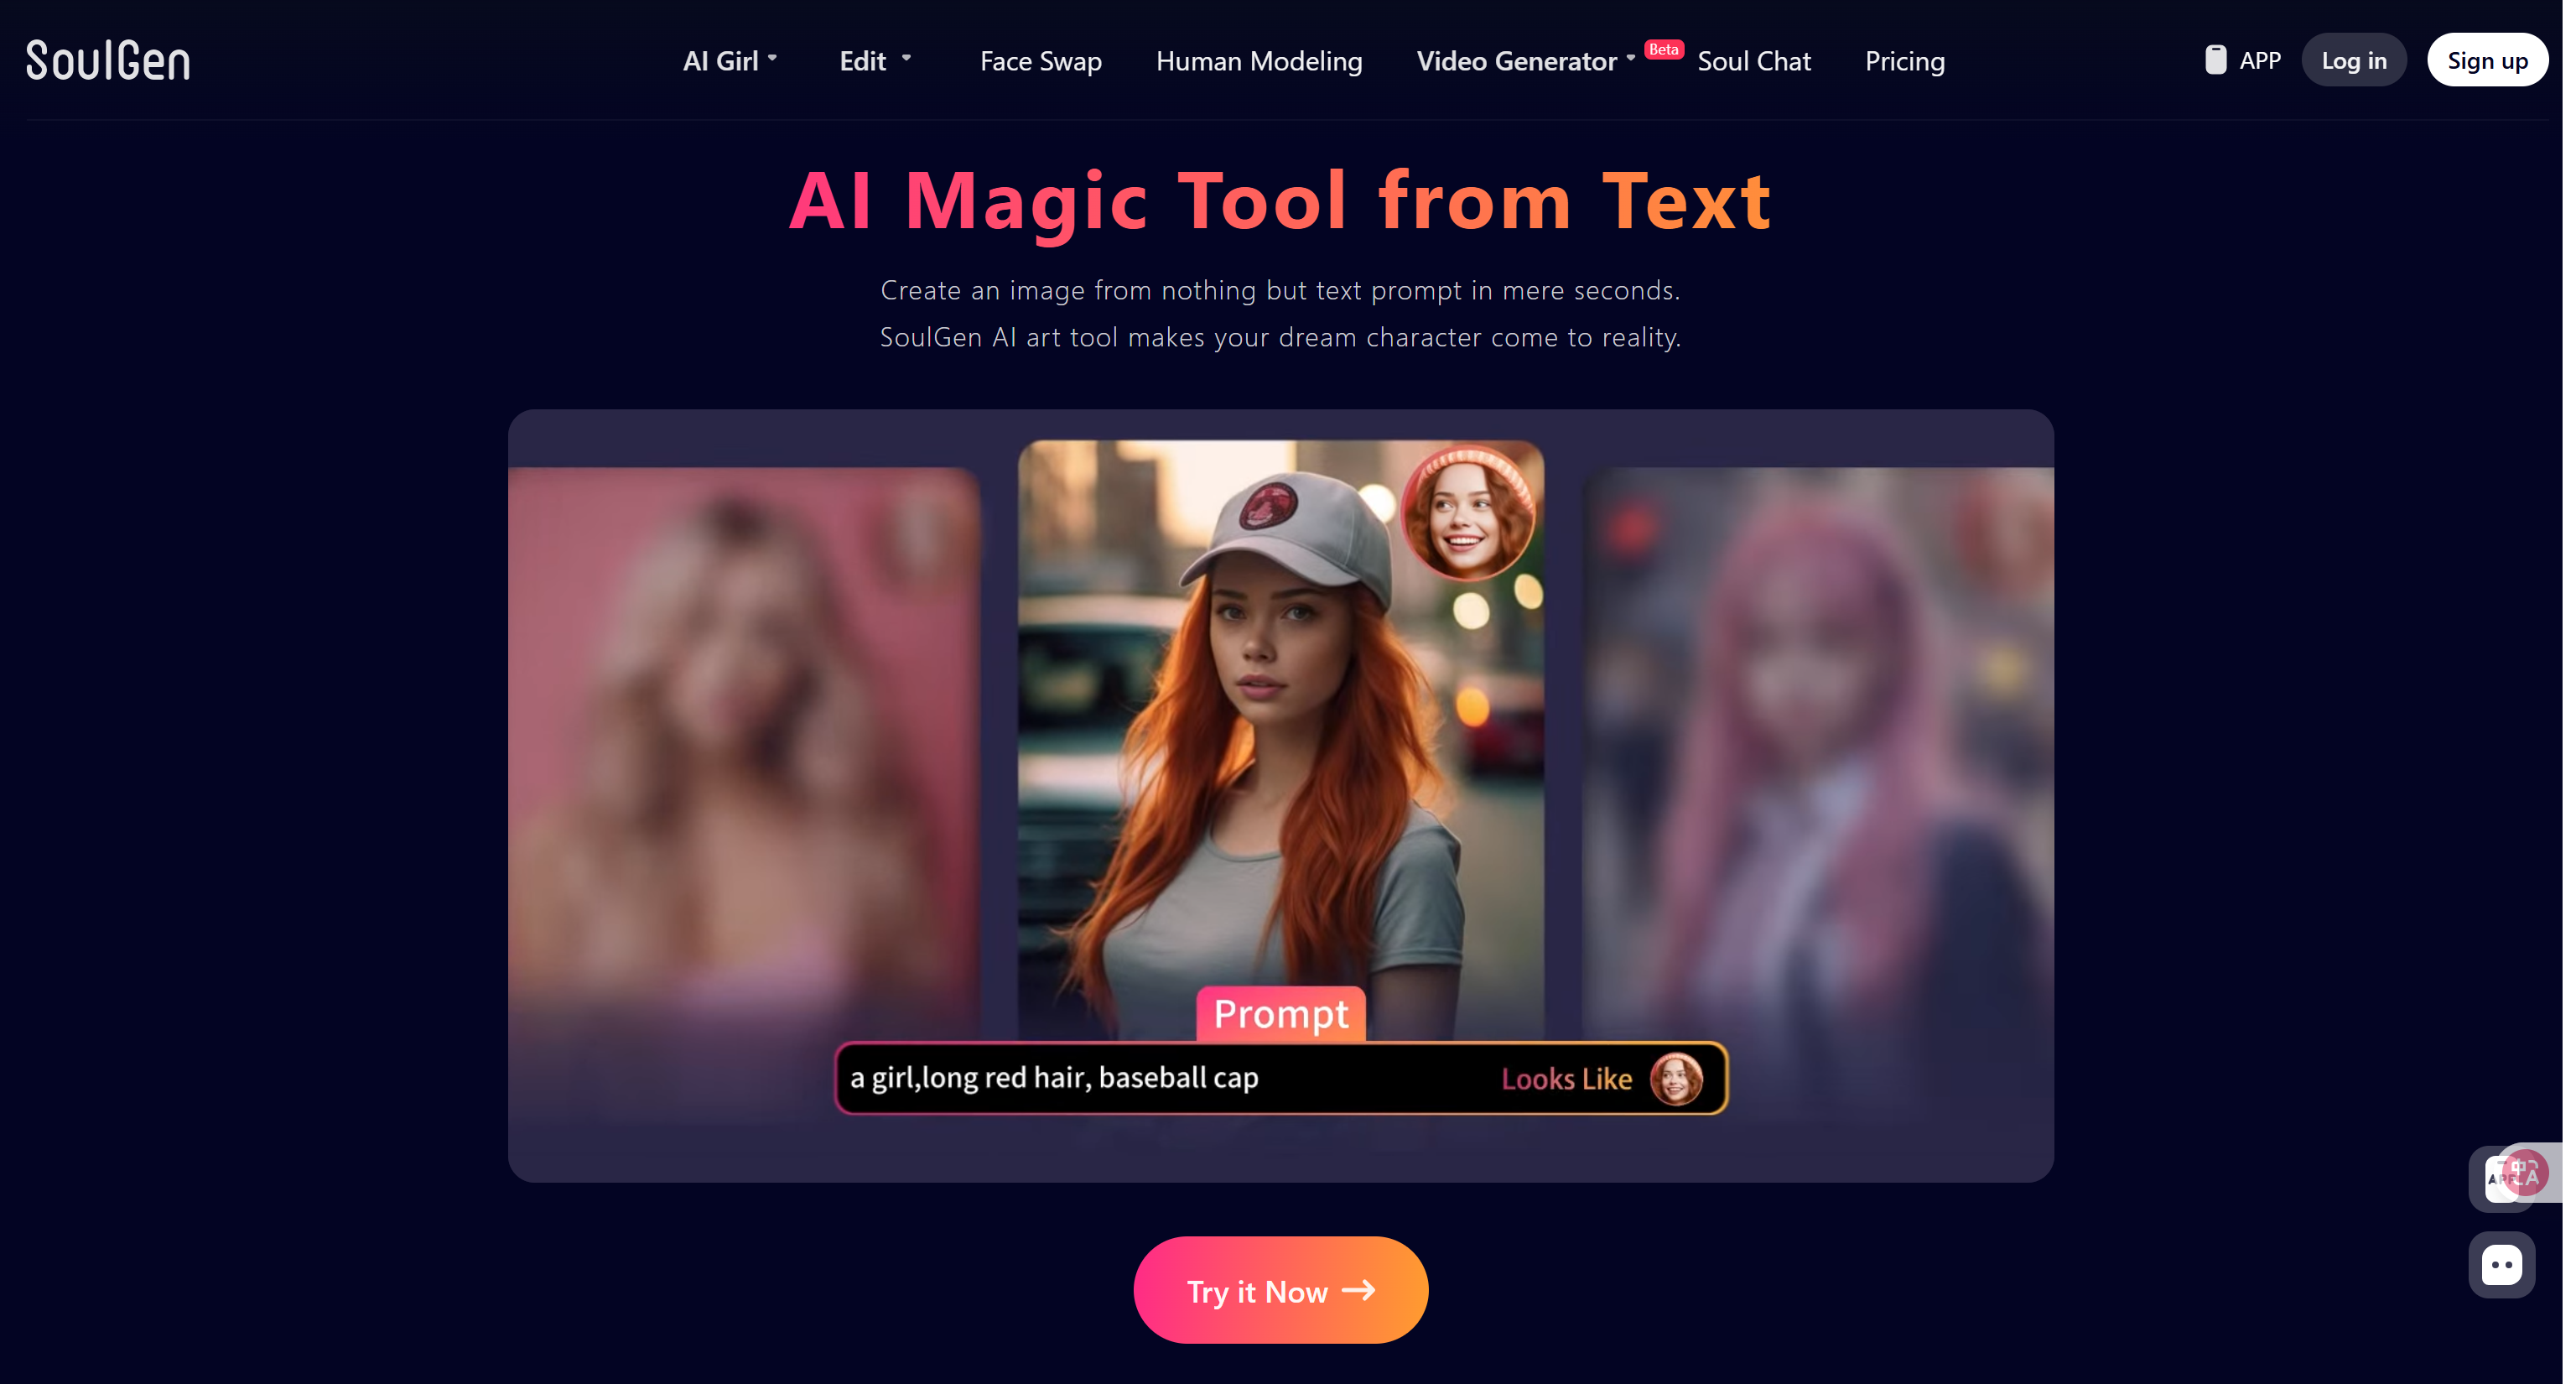 SoulGen
AI Girl
Edit
Face Swap
Human Modeling
Video Generator
Beta
Soul Chat
Pricing
APP
Log in
Sign up
AI Magic Tool from Text
Create an image from nothing but text prompt in mere seconds.
SoulGen AI art tool makes your dream character come to reality.
Prompt
a girl,long red hair, baseball cap
Looks Like
Try it Now